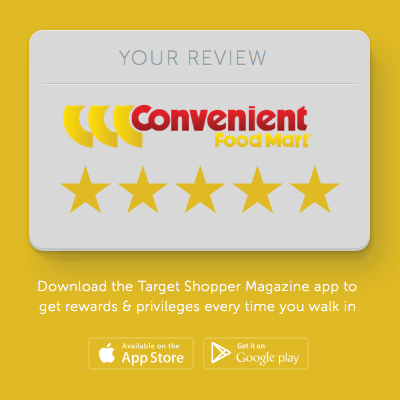 YOUR REVIEW
Convenient
Food Mart
Download the Target Shopper Magazine app to
get rewards & privileges every time you walk in
Available on the
App Store
Get it on
Google play